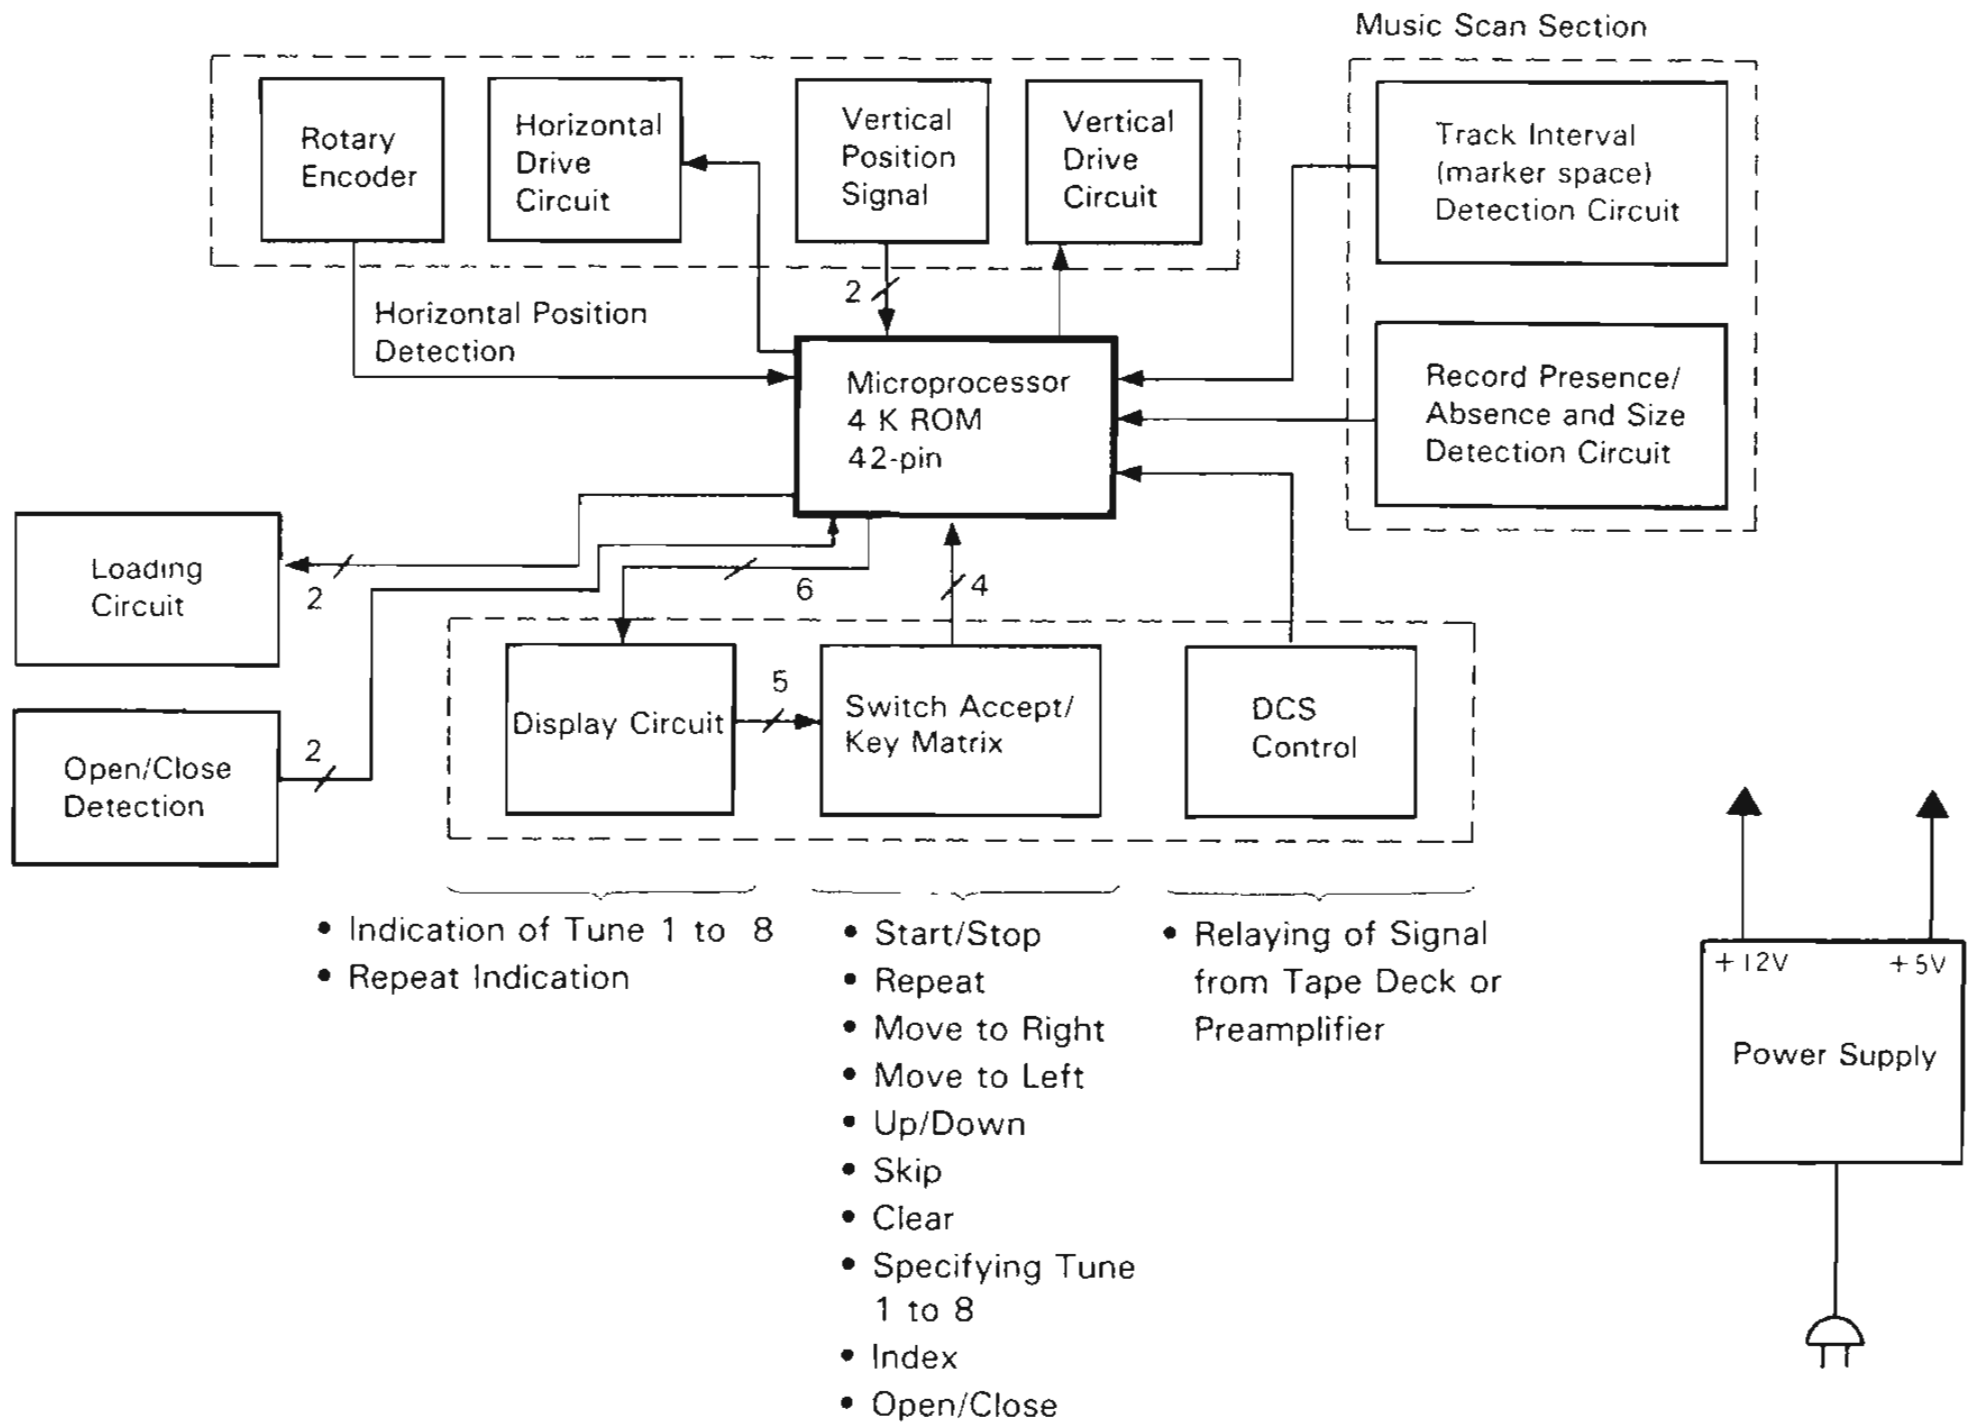 Music Scan Section
Rotary
Encoder
Horizontal
Drive
Circuit
Vertical
Position
Signal
Vertical
Drive
Circuit
Track Interval
(marker space)
Detection Circuit
2
Horizontal Position
Detection
Microprocessor
4 K ROM
42-pin
Record Presence/
Absence and Size
Detection Circuit
Loading
Circuit
2
6
4
Open/Close
Detection
2
Display Circuit
5
Switch Accept/
Key Matrix
DCS
Control
• Indication of Tune 1 to 8
• Repeat Indication
• Start/Stop
• Repeat
• Move to Right
• Move to Left
• Up/Down
• Skip
• Clear
• Specifying Tune
1 to 8
• Index
• Open/Close
• Relaying of Signal
from Tape Deck or
Preamplifier
+12V +5V
Power Supply